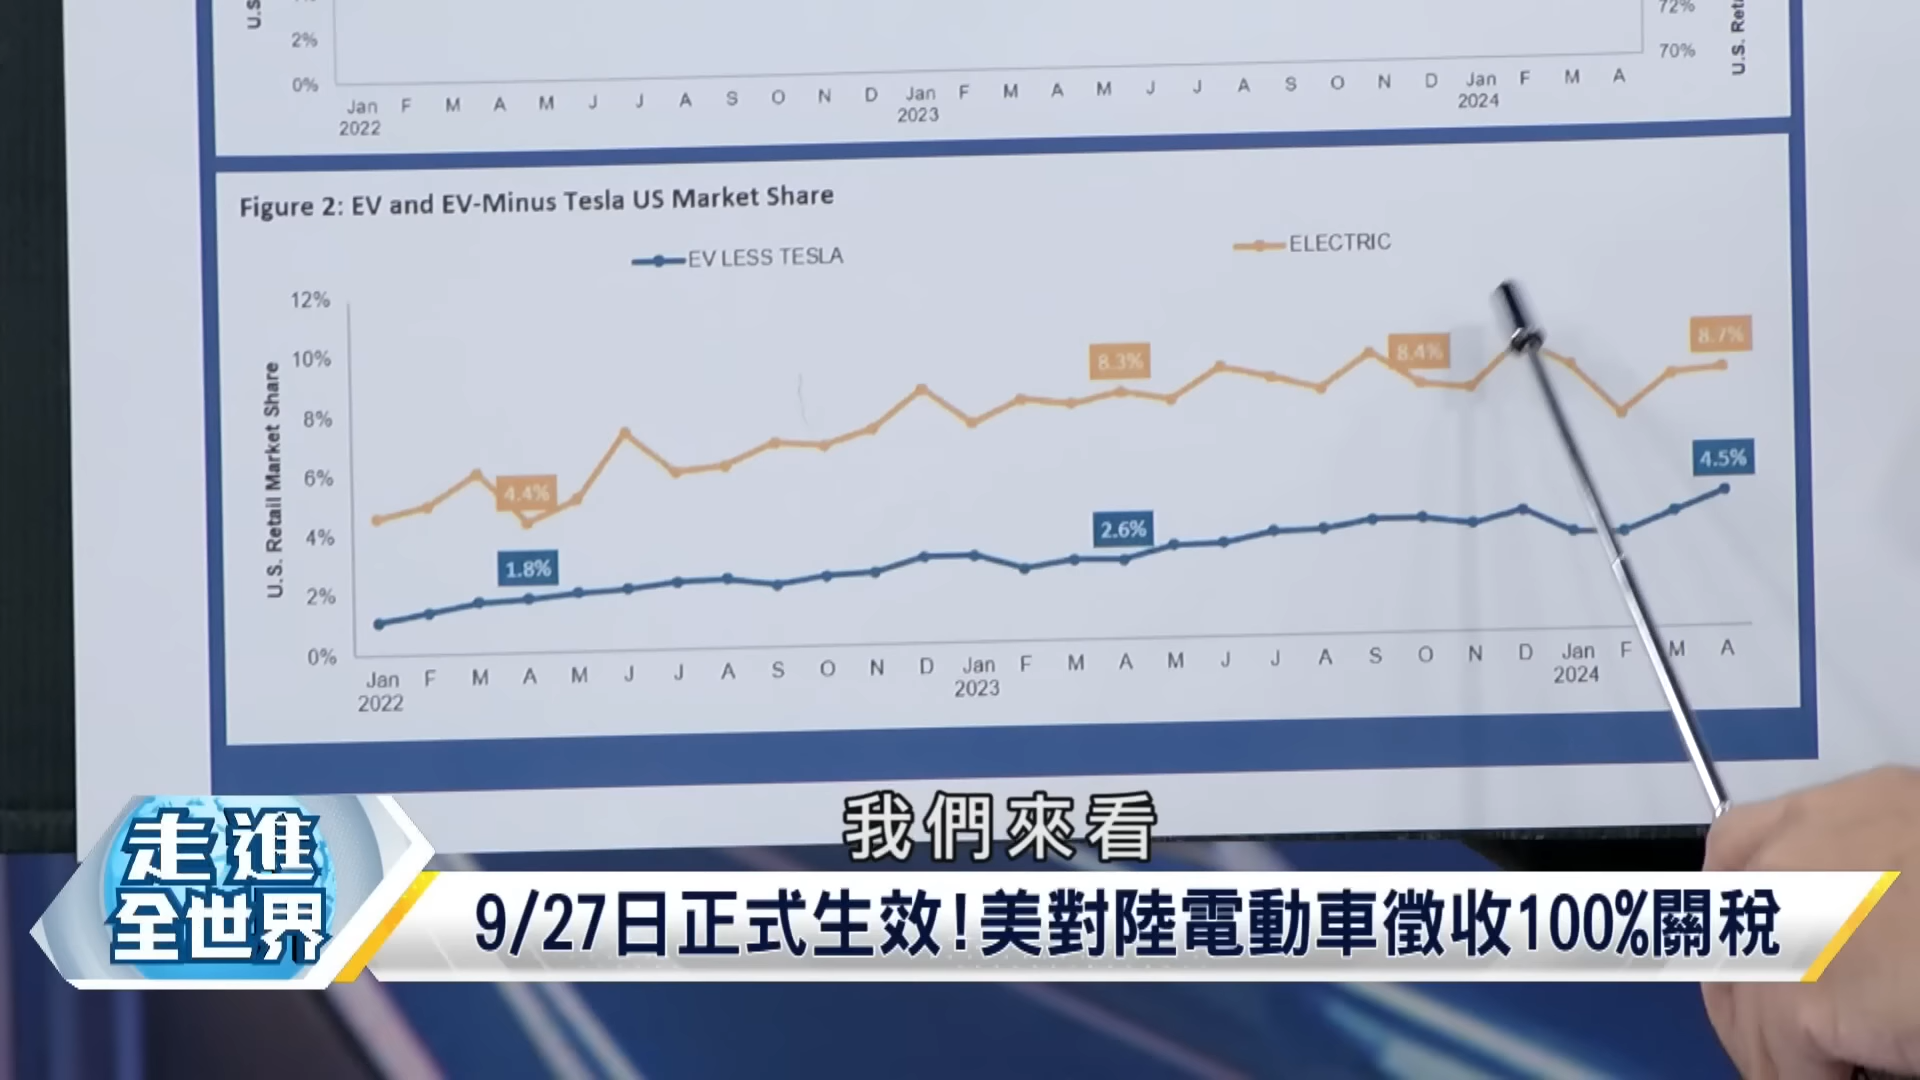 2%
0%
72%
70%
Jan F M A M J J A S O N D Jan F M A M J J A S O N D Jan F M A
2022 2023 2024
Figure 2: EV and EV-Minus Tesla US Market Share
EV LESS TESLA ELECTRIC
U.S. Retail Market Share
12%
10%
8%
6%
4%
2%
0%
8.3%
8.4%
8.7%
4.4%
4.5%
1.8%
2.6%
Jan F M A M J J A S O N D Jan F M A M J J A S O N D Jan F M A
2022 2023 2024
我們來看
走進
全世界
9/27日正式生效!美對陸電動車徵收100%關稅